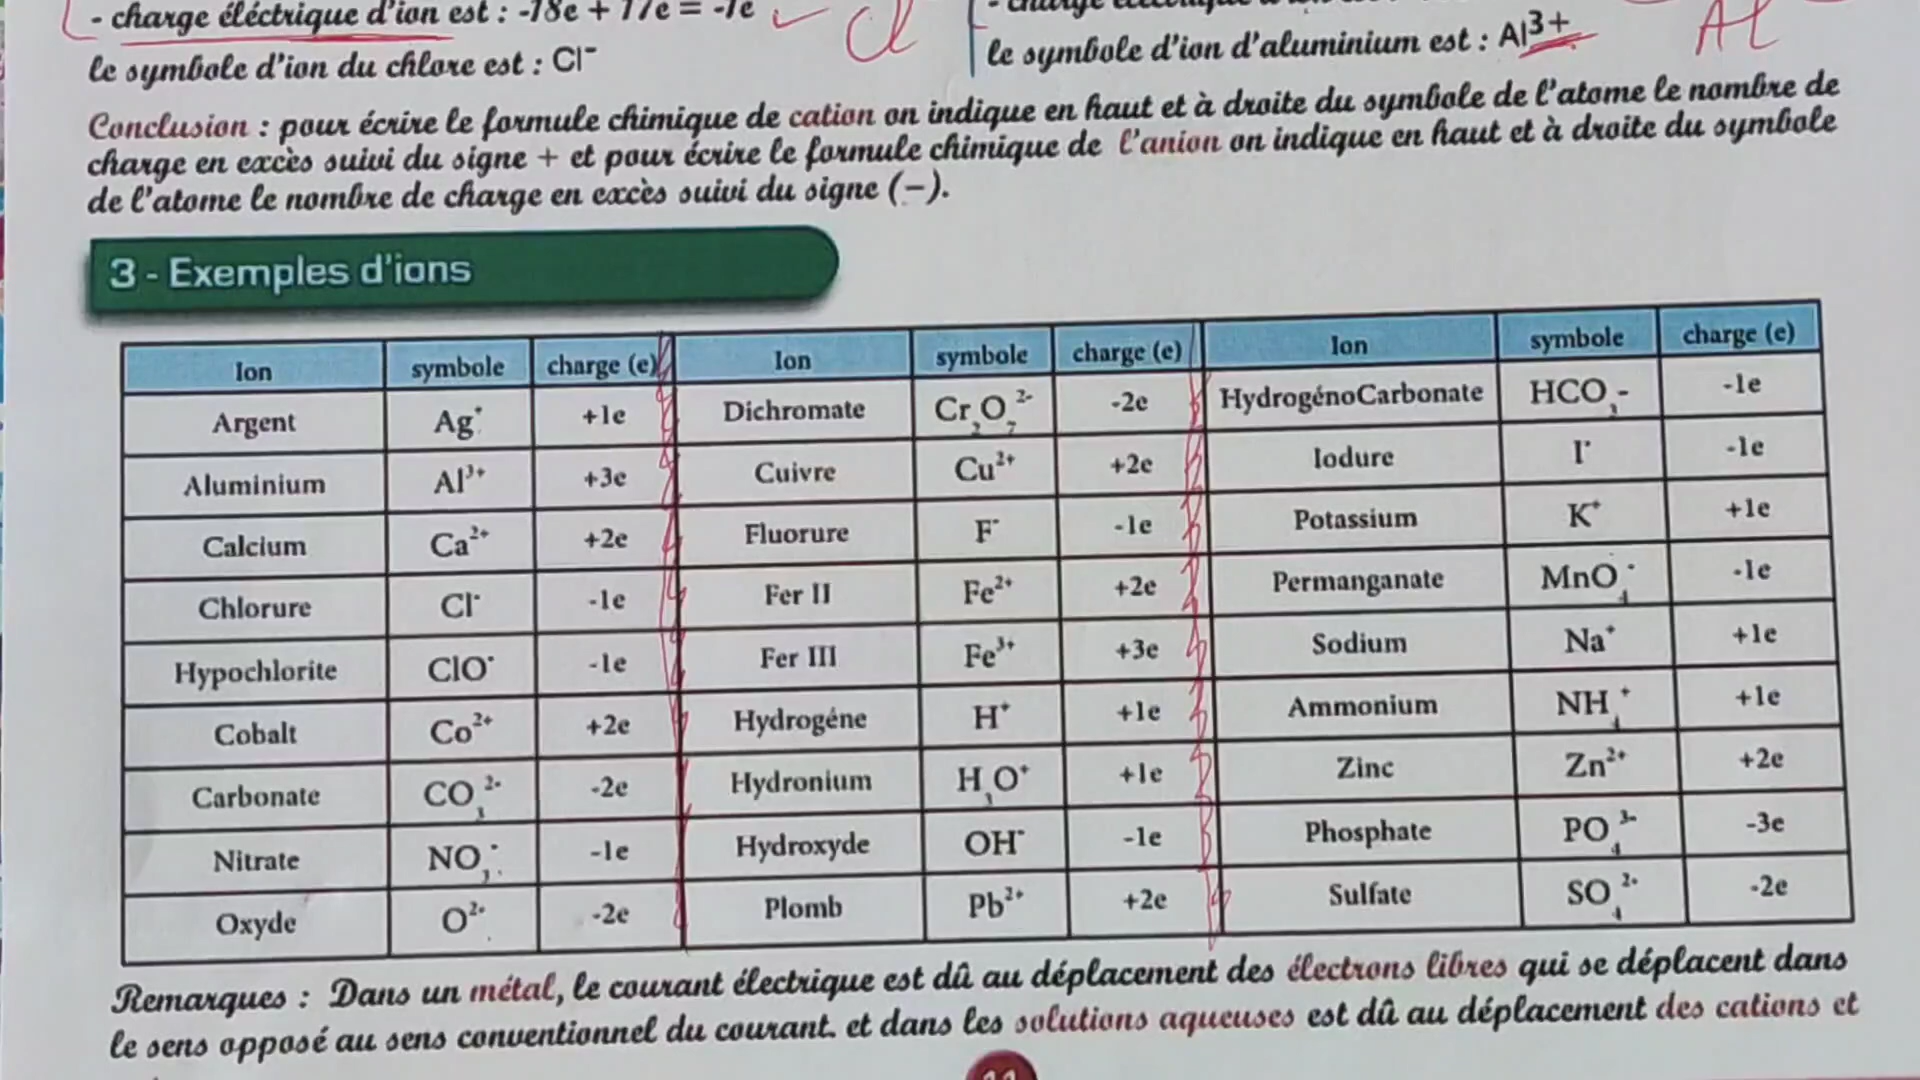 - charge éléctrique d'ion est : -18e + 17e = -1e
le symbole d'ion du chlore est : Cl⁻
Cl
le symbole d'ion d'aluminium est : Al³⁺
Al
Conclusion : pour écrire le formule chimique de cation on indique en haut et à droite du symbole de l'atome le nombre de
charge en excès suivi du signe + et pour écrire le formule chimique de l'anion on indique en haut et à droite du symbole
de l'atome le nombre de charge en excès suivi du signe (-).
3 - Exemples d'ions
Ion symbole charge (e) Ion symbole charge (e) Ion symbole charge (e)
Argent Ag⁺ +1e Dichromate Cr₂O₇²⁻ -2e HydrogénoCarbonate HCO₃⁻ -1e
Aluminium Al³⁺ +3e Cuivre Cu²⁺ +2e Iodure I⁻ -1e
Calcium Ca²⁺ +2e Fluorure F⁻ -1e Potassium K⁺ +1e
Chlorure Cl⁻ -1e Fer II Fe²⁺ +2e Permanganate MnO₄⁻ -1e
Hypochlorite ClO⁻ -1e Fer III Fe³⁺ +3e Sodium Na⁺ +1e
Cobalt Co²⁺ +2e Hydrogéne H⁺ +1e Ammonium NH₄⁺ +1e
Carbonate CO₃²⁻ -2e Hydronium H₃O⁺ +1e Zinc Zn²⁺ +2e
Nitrate NO₃⁻ -1e Hydroxyde OH⁻ -1e Phosphate PO₄³⁻ -3e
Oxyde O²⁻ -2e Plomb Pb²⁺ +2e Sulfate SO₄²⁻ -2e
Remarques : Dans un métal, le courant électrique est dû au déplacement des électrons libres qui se déplacent dans
le sens opposé au sens conventionnel du courant. et dans les solutions aqueuses est dû au déplacement des cations et
11